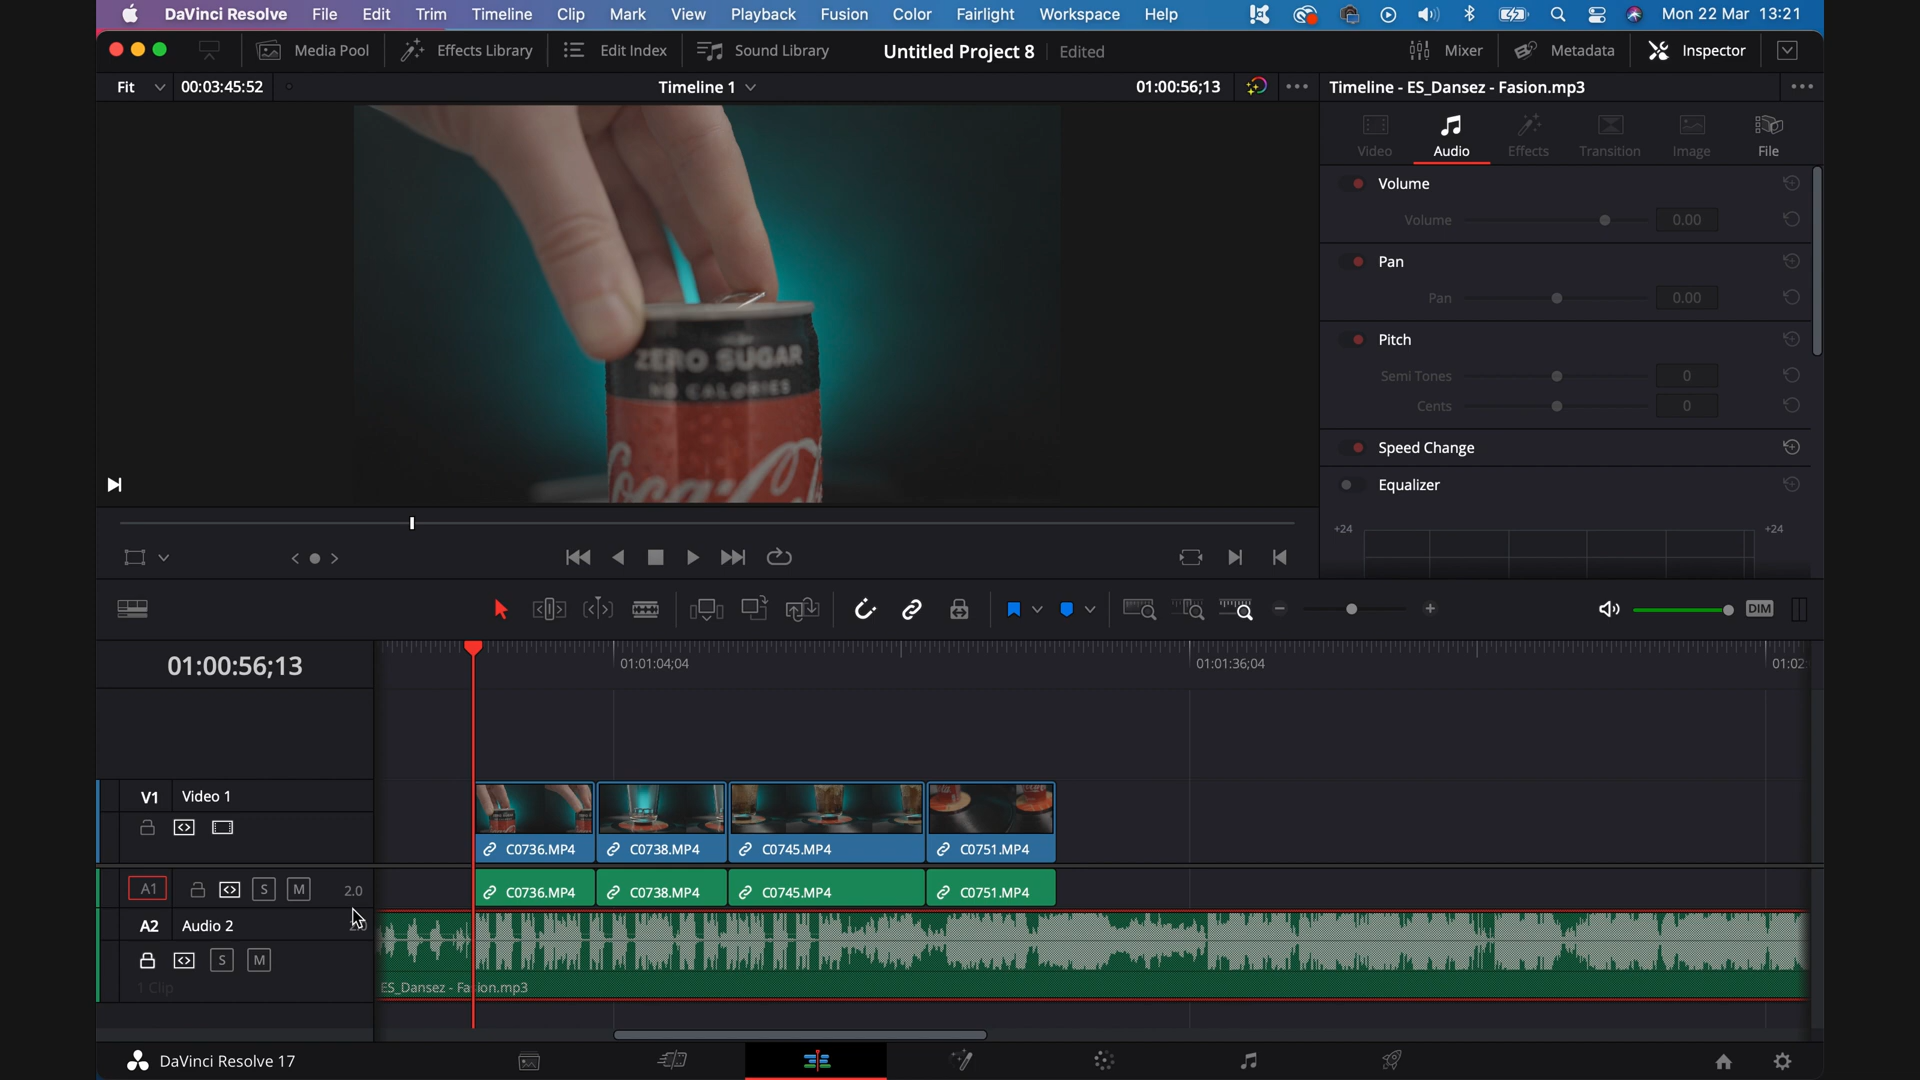 DaVinci Resolve File Edit Trim Timeline Clip Mark View Playback Fusion Color Fairlight Workspace Help Mon 22 Mar 13:21
Media Pool Effects Library Edit Index Sound Library Untitled Project 8 Edited Mixer Metadata Inspector
Fit 00:03:45:52 Timeline 1 01:00:56;13 Timeline - ES_Dansez - Fasion.mp3
Video Audio Effects Transition Image File
Volume
Volume 0.00
Pan
Pan 0.00
Pitch
Semi Tones 0
Cents 0
Speed Change
Equalizer
+24 +24
ZERO SUGAR
NO CALORIES
Coca-C
DIM
01:00:56;13 01:01:04;04 01:01:36;04 01:02:
V1 Video 1
C0736.MP4 C0738.MP4 C0745.MP4 C0751.MP4
A1 S M 2.0 C0736.MP4 C0738.MP4 C0745.MP4 C0751.MP4
A2 Audio 2 2.0
S M
1 Clip ES_Dansez - Fasion.mp3
DaVinci Resolve 17